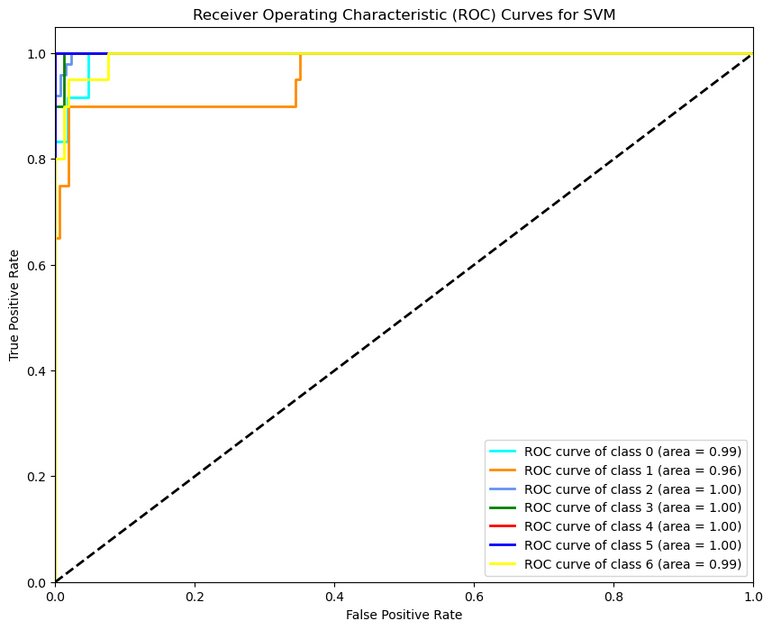 Receiver Operating Characteristic (ROC) Curves for SVM
1.0
0.8
0.6
0.4
0.2
0.0
True Positive Rate
ROC curve of class 0 (area = 0.99)
ROC curve of class 1 (area = 0.96)
ROC curve of class 2 (area = 1.00)
ROC curve of class 3 (area = 1.00)
ROC curve of class 4 (area = 1.00)
ROC curve of class 5 (area = 1.00)
ROC curve of class 6 (area = 0.99)
0.0 0.2 0.4 0.6 0.8 1.0
False Positive Rate